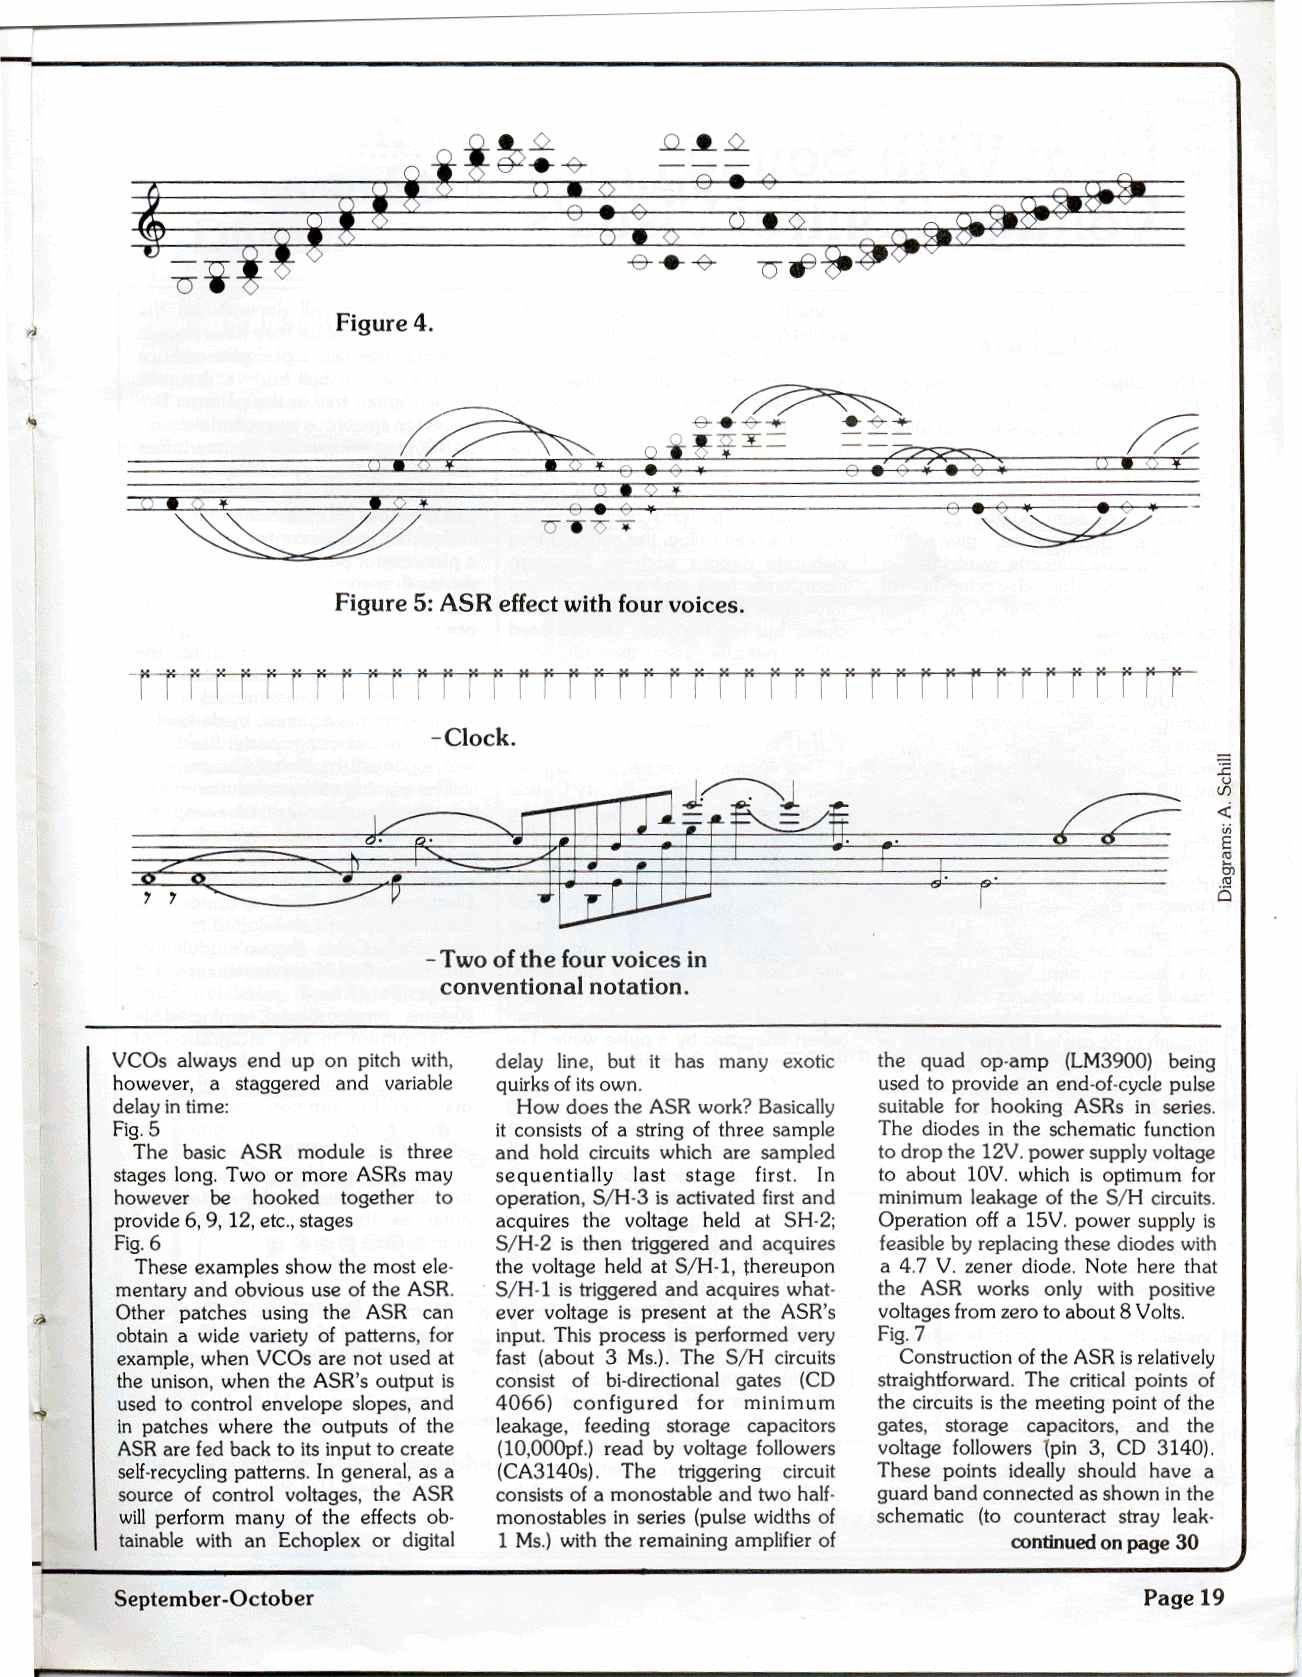 Figure 4.
Figure 5: ASR effect with four voices.
-Clock.
Diagrams: A. Schill
-Two of the four voices in
conventional notation.
VCOs always end up on pitch with,
however, a staggered and variable
delay in time:
Fig. 5
The basic ASR module is three
stages long. Two or more ASRs may
however be hooked together to
provide 6, 9, 12, etc., stages
Fig. 6
These examples show the most ele-
mentary and obvious use of the ASR.
Other patches using the ASR can
obtain a wide variety of patterns, for
example, when VCOs are not used at
the unison, when the ASR's output is
used to control envelope slopes, and
in patches where the outputs of the
ASR are fed back to its input to create
self-recycling patterns. In general, as a
source of control voltages, the ASR
will perform many of the effects ob-
tainable with an Echoplex or digital
delay line, but it has many exotic
quirks of its own.
How does the ASR work? Basically
it consists of a string of three sample
and hold circuits which are sampled
sequentially last stage first. In
operation, S/H-3 is activated first and
acquires the voltage held at SH-2;
S/H-2 is then triggered and acquires
the voltage held at S/H-1, thereupon
S/H-1 is triggered and acquires what-
ever voltage is present at the ASR's
input. This process is performed very
fast (about 3 Ms.). The S/H circuits
consist of bi-directional gates (CD
4066) configured for minimum
leakage, feeding storage capacitors
(10,000pf.) read by voltage followers
(CA3140s). The triggering circuit
consists of a monostable and two half-
monostables in series (pulse widths of
1 Ms.) with the remaining amplifier of
the quad op-amp (LM3900) being
used to provide an end-of-cycle pulse
suitable for hooking ASRs in series.
The diodes in the schematic function
to drop the 12V. power supply voltage
to about 10V. which is optimum for
minimum leakage of the S/H circuits.
Operation off a 15V. power supply is
feasible by replacing these diodes with
a 4.7 V. zener diode. Note here that
the ASR works only with positive
voltages from zero to about 8 Volts.
Fig. 7
Construction of the ASR is relatively
straightforward. The critical points of
the circuits is the meeting point of the
gates, storage capacitors, and the
voltage followers (pin 3, CD 3140).
These points ideally should have a
guard band connected as shown in the
schematic (to counteract stray leak-
continued on page 30
September-October
Page 19